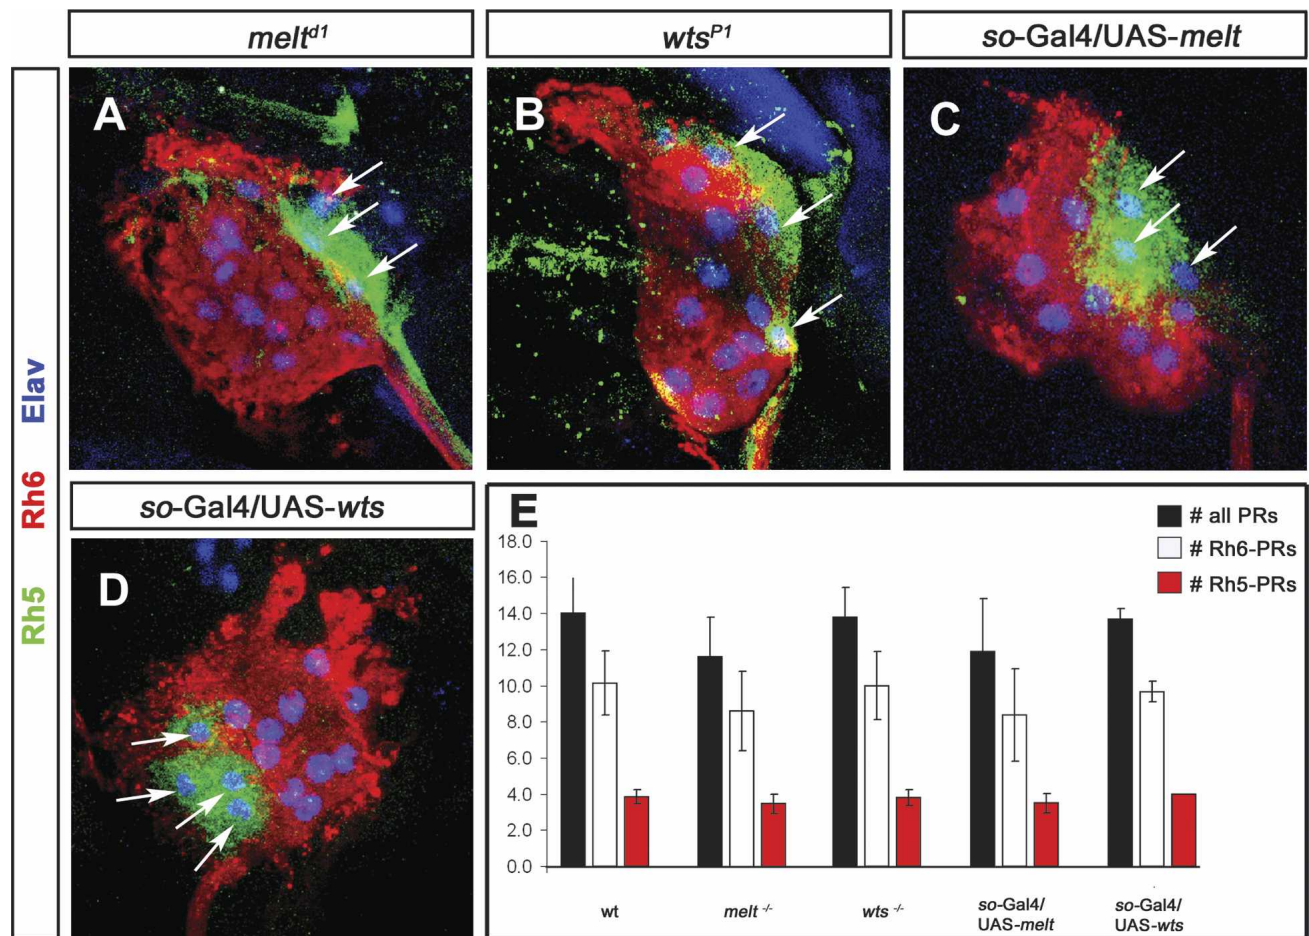 melt^d1
wts^P1
so-Gal4/UAS-melt
Rh5 Rh6 Elav
A
B
C
so-Gal4/UAS-wts
D
E
# all PRs
# Rh6-PRs
# Rh5-PRs
18.0
16.0
14.0
12.0
10.0
8.0
6.0
4.0
2.0
0.0
wt
melt -/-
wts -/-
so-Gal4/
UAS-melt
so-Gal4/
UAS-wts